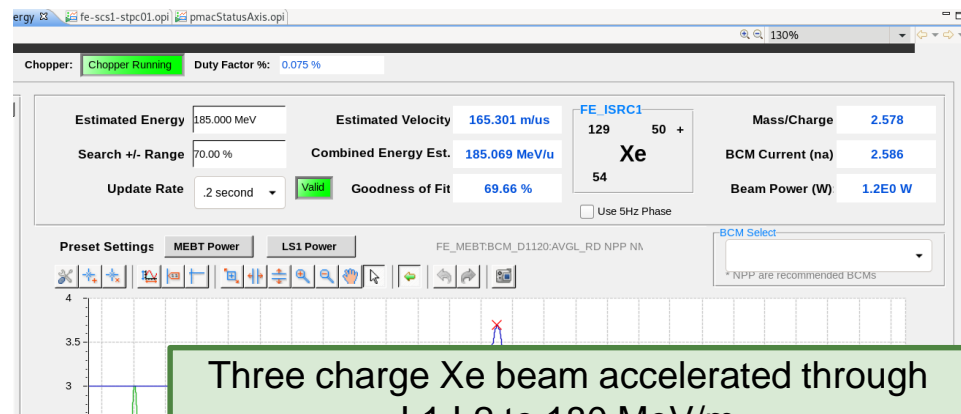 ergy fe-scs1-stpc01.opi pmacStatusAxis.opi
130%
Chopper: Chopper Running Duty Factor %: 0.075 %
Estimated Energy 185.000 MeV Estimated Velocity 165.301 m/us FE_ISRC1 129 50 + Mass/Charge 2.578
Search +/- Range 70.00 % Combined Energy Est. 185.069 MeV/u Xe BCM Current (na) 2.586
Update Rate .2 second Valid Goodness of Fit 69.66 % 54 Beam Power (W) 1.2E0 W
Use 5Hz Phase
Preset Settings MEBT Power LS1 Power FE_MEBT:BCM_D1120:AVGL_RD NPP BCM Select
* NPP are recommended BCMs
4
3.5
3
Three charge Xe beam accelerated through